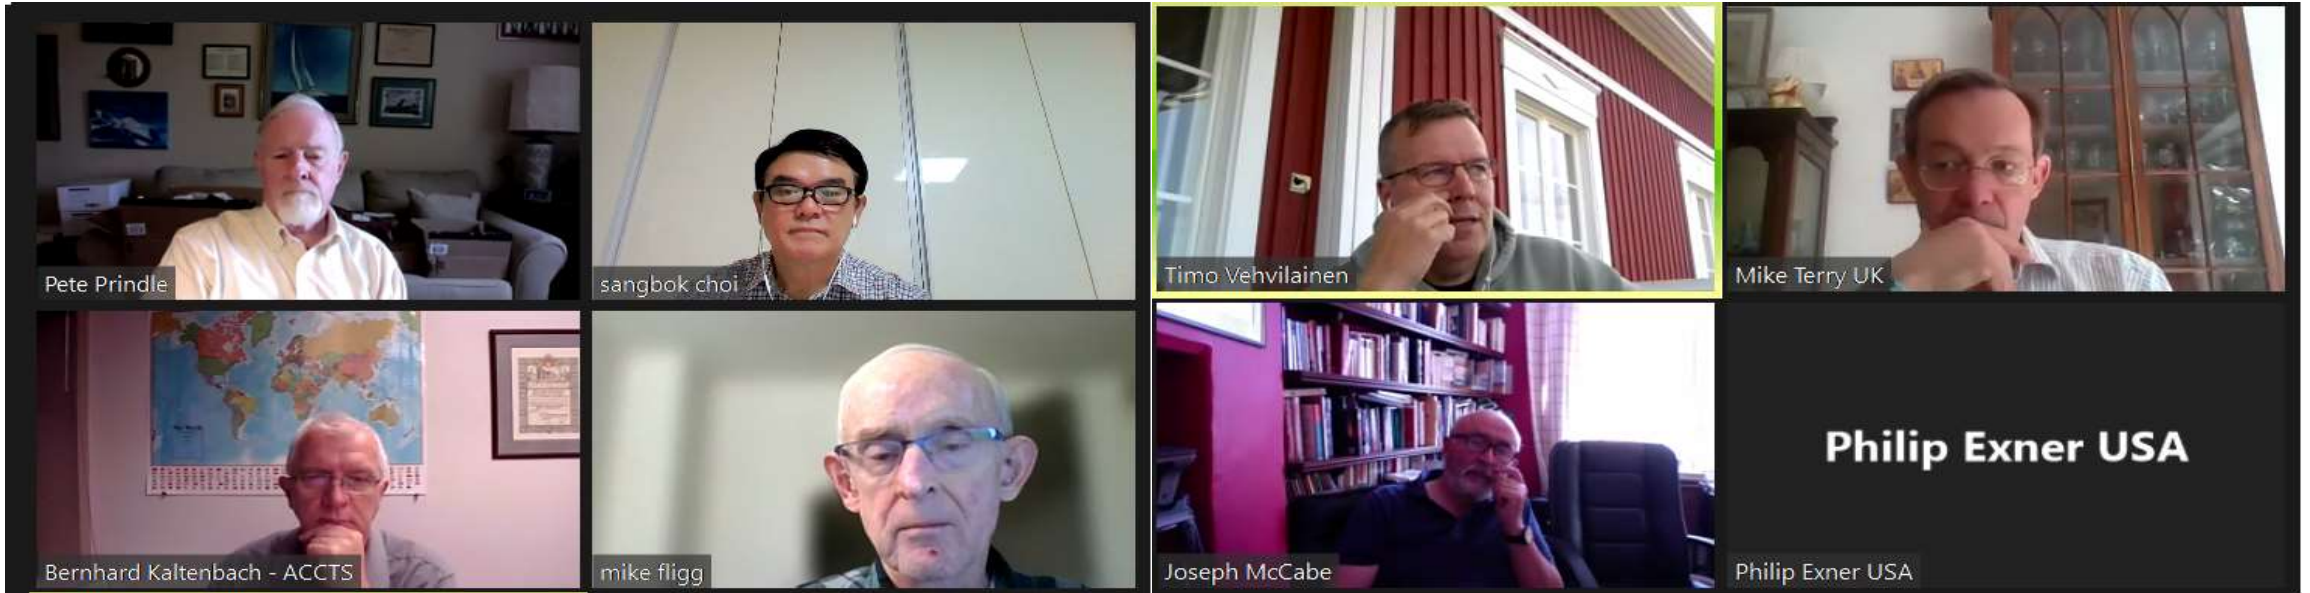 Pete Prindle
sangbok choi
Timo Vehvilainen
Mike Terry UK
Bernhard Kaltenbach - ACCTS
mike fligg
Joseph McCabe
Philip Exner USA
Philip Exner USA